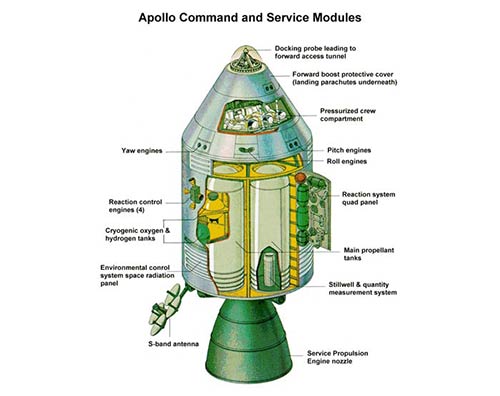 Apollo Command and Service Modules
Docking probe leading to
forward access tunnel
Forward boost protective cover
(landing parachutes underneath)
Pressurized crew
compartment
Yaw engines
Pitch engines
Roll engines
Reaction control
engines (4)
Reaction system
quad panel
Cryogenic oxygen &
hydrogen tanks
Main propellant
tanks
Environmental conrol
system space radiation
panel
Stillwell & quantity
measurement system
S-band antenna
Service Propulsion
Engine nozzle